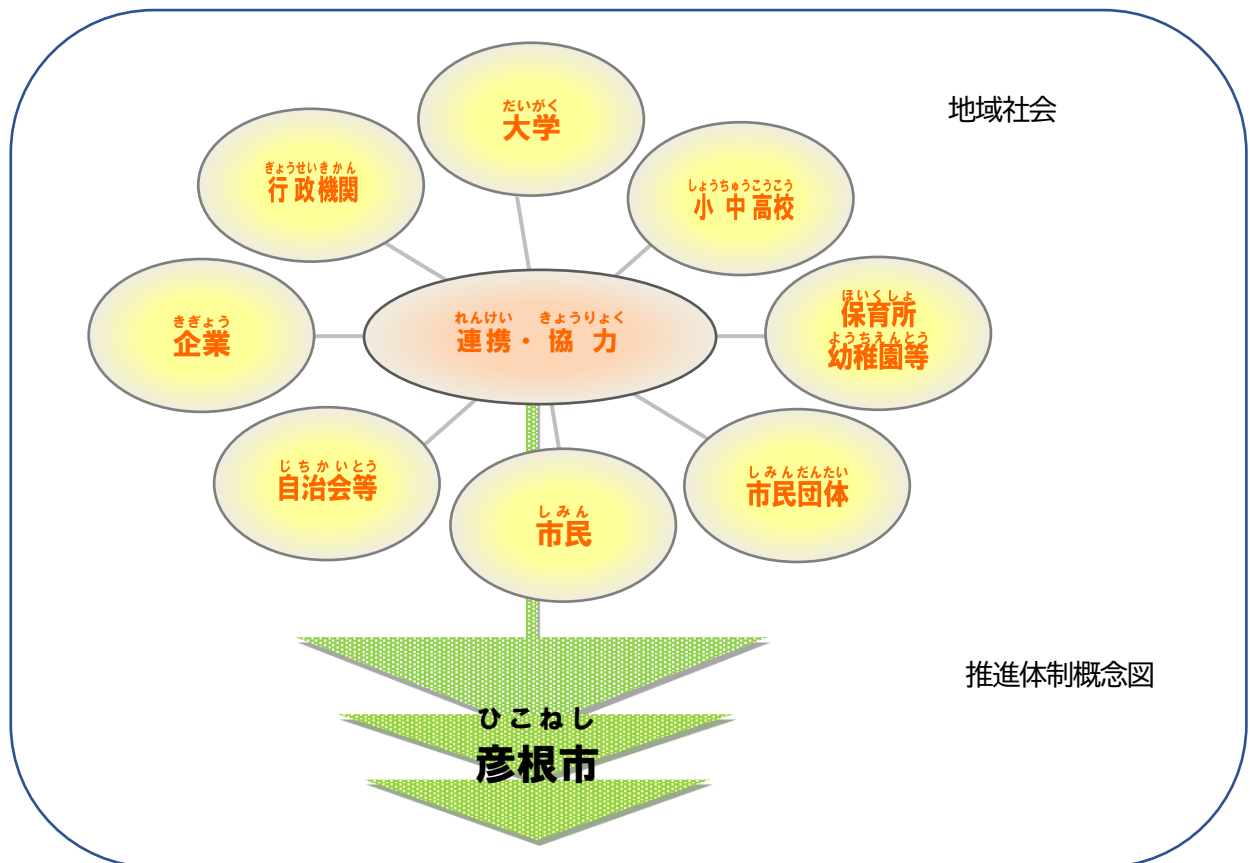 だいがく
大学
地域社会
ぎょうせいきかん
行政機関
しょうちゅうこうこう
小中高校
ききぎょう
企業
れんけい きょうりょく
連携・協力
ほいくしょ
保育所
ようちえんとう
幼稚園等
じちかいとう
自治会等
しみん
市民
しみんだんたい
市民団体
推進体制概念図
ひこねし
彦根市